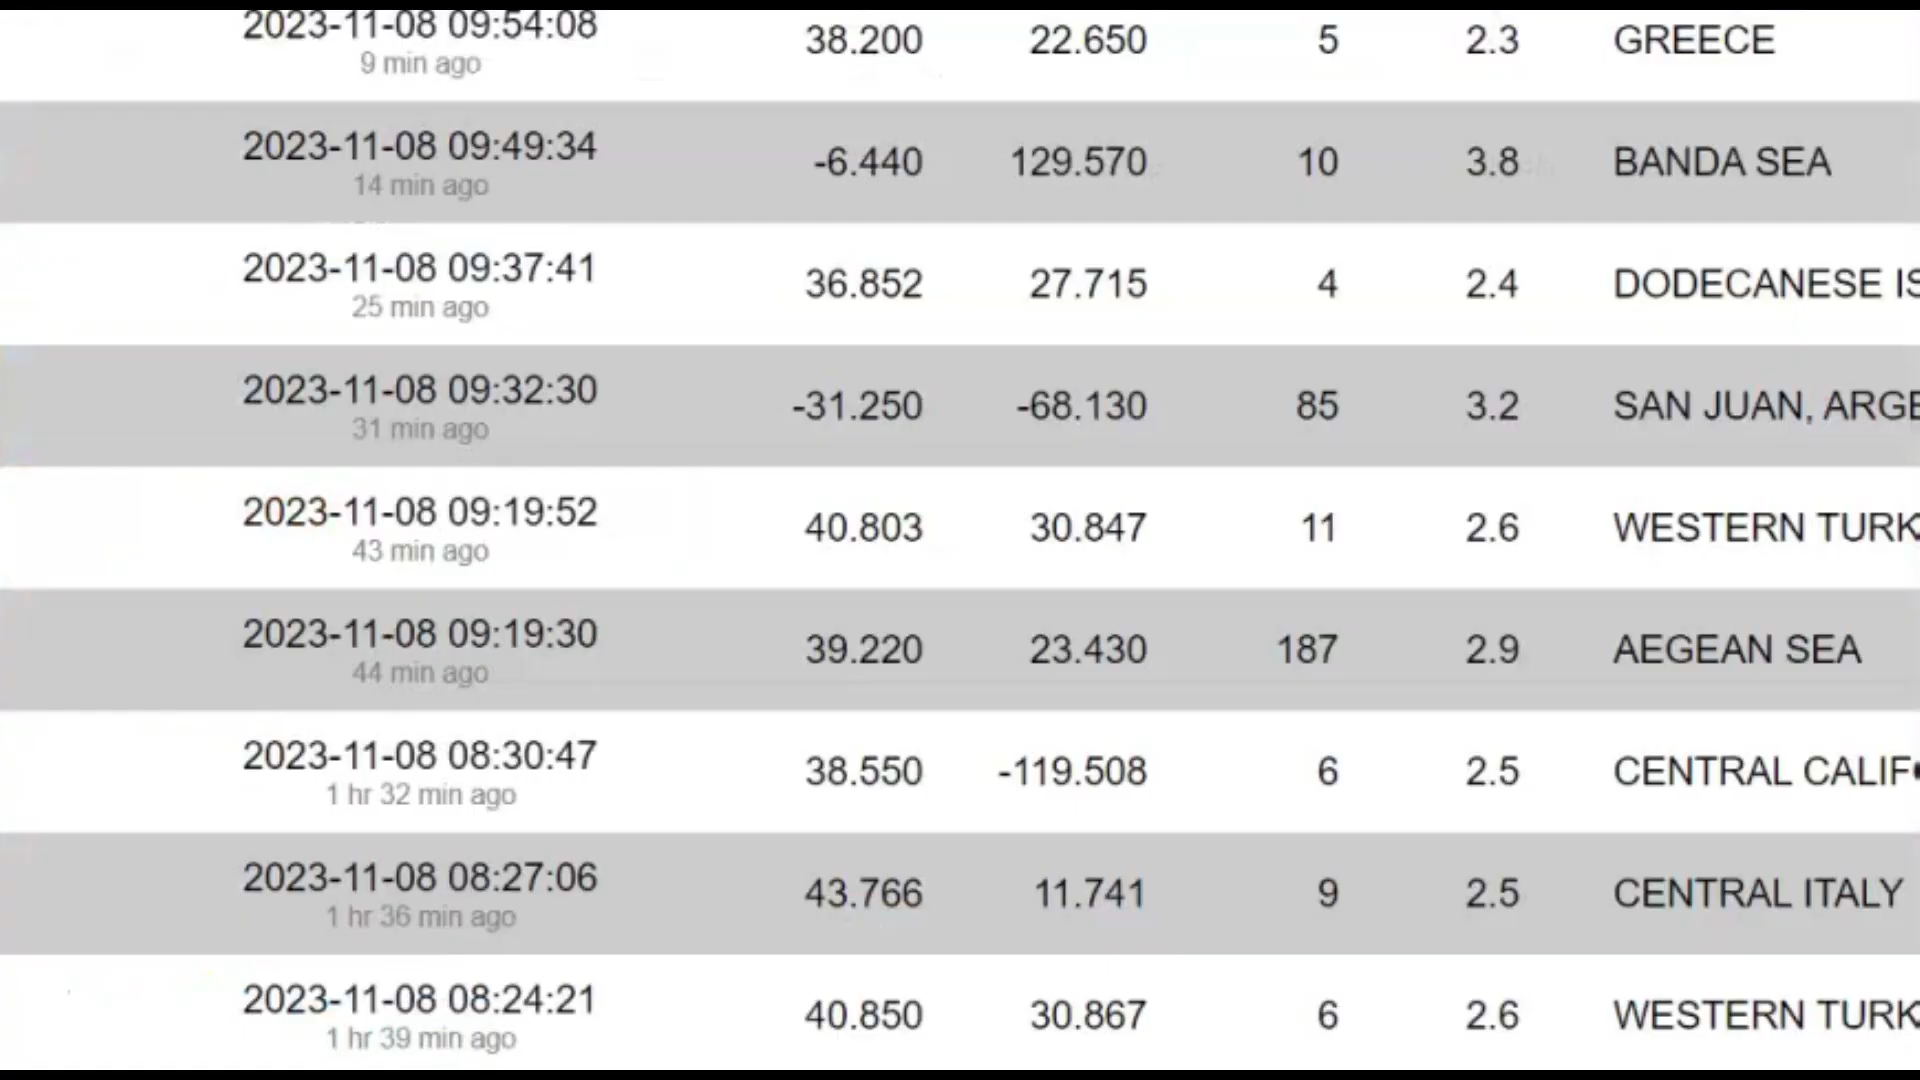 2023-11-08 09:54:08 38.200 22.650 5 2.3 GREECE
9 min ago
2023-11-08 09:49:34 -6.440 129.570 10 3.8 BANDA SEA
14 min ago
2023-11-08 09:37:41 36.852 27.715 4 2.4 DODECANESE IS
25 min ago
2023-11-08 09:32:30 -31.250 -68.130 85 3.2 SAN JUAN, ARGE
31 min ago
2023-11-08 09:19:52 40.803 30.847 11 2.6 WESTERN TURK
43 min ago
2023-11-08 09:19:30 39.220 23.430 187 2.9 AEGEAN SEA
44 min ago
2023-11-08 08:30:47 38.550 -119.508 6 2.5 CENTRAL CALIF
1 hr 32 min ago
2023-11-08 08:27:06 43.766 11.741 9 2.5 CENTRAL ITALY
1 hr 36 min ago
2023-11-08 08:24:21 40.850 30.867 6 2.6 WESTERN TURK
1 hr 39 min ago